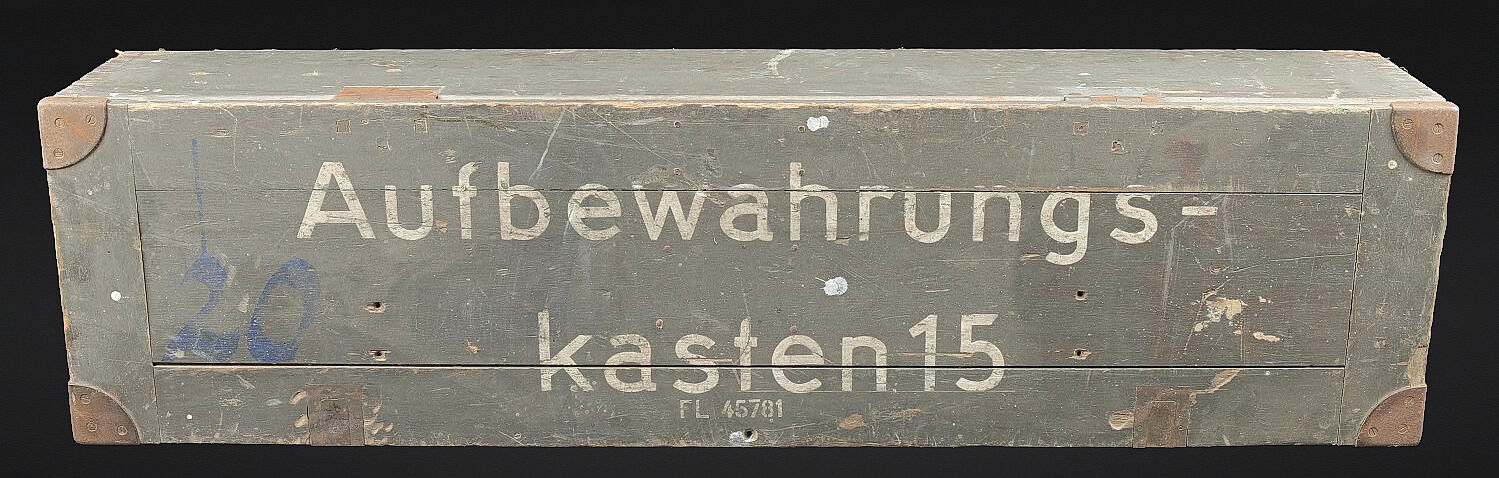 Aufbewahrungs-
20
kasten 15
FL 45781